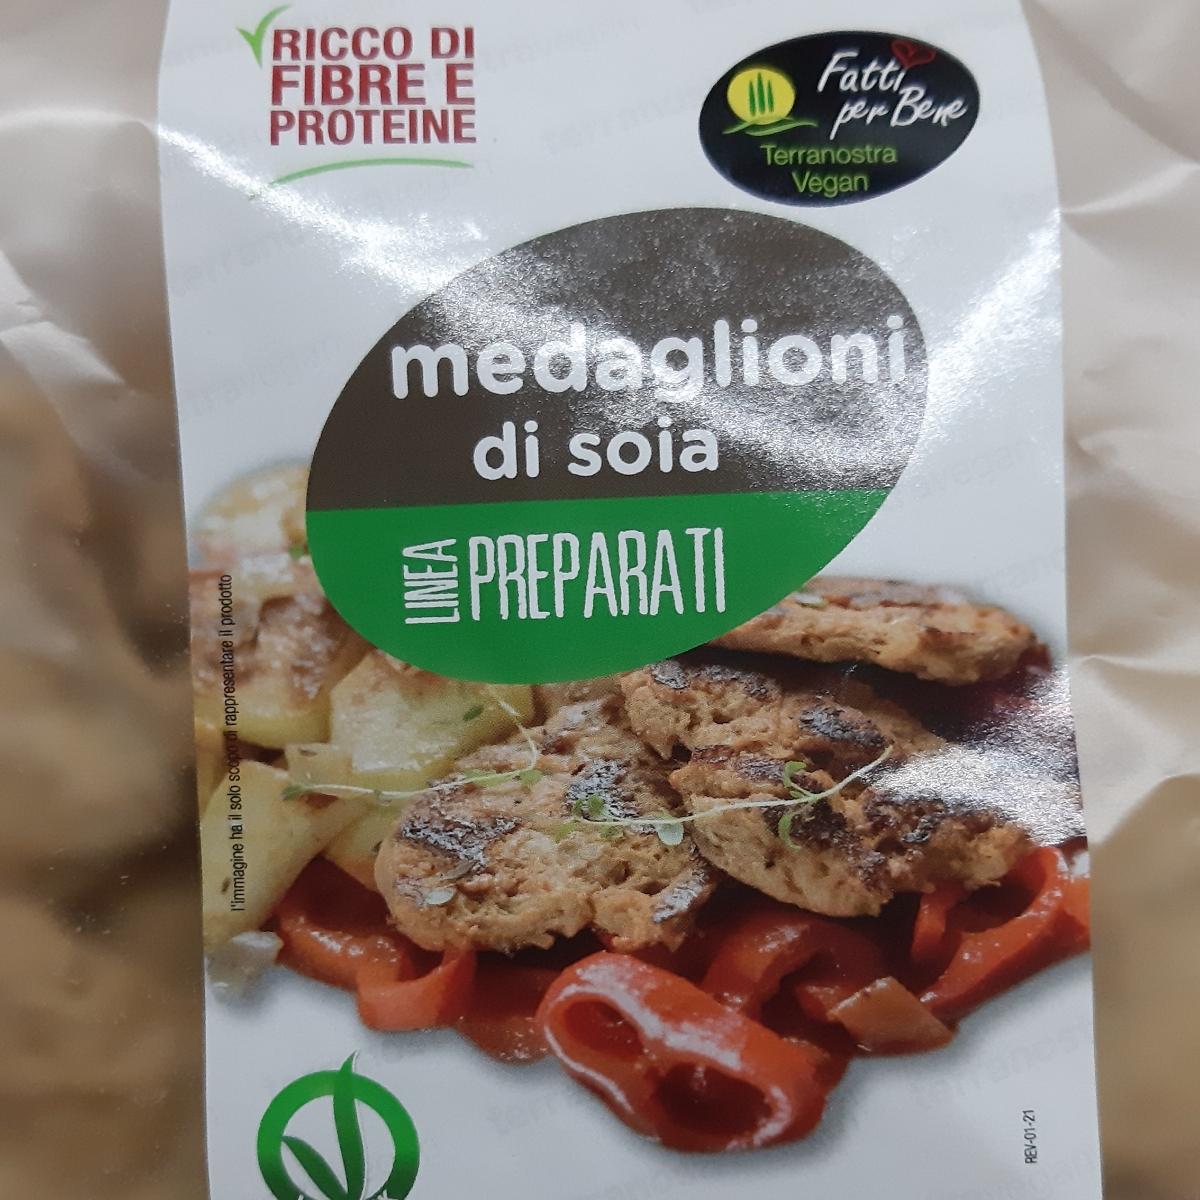 RICCO DI
FIBRE E
PROTEINE
Fatti
per Bene
Terranostra
Vegan
medaglioni
di soia
LINEA PREPARATI
l'immagine ha il solo scopo di rappresentare il prodotto
REV-01-21